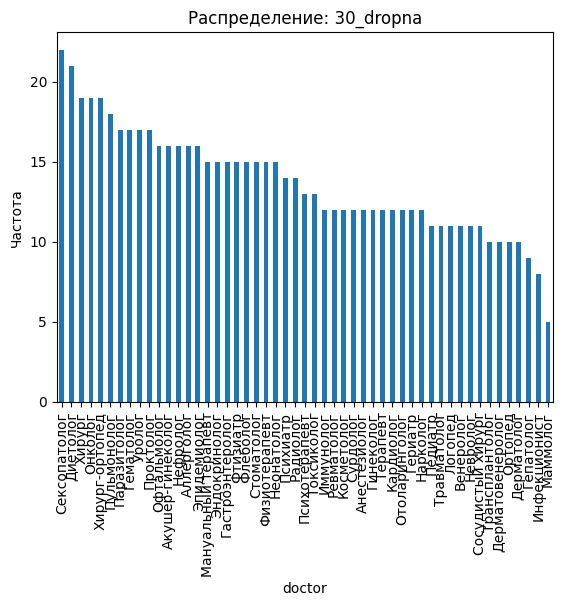 Распределение: 30_dropna
Частота
20
15
10
5
0
Сексопатолог
Диетолог
Хирург
Онколог
Хирург-ортопед
Пульмонолог
Паразитолог
Гематолог
Уролог
Проктолог
Офтальмолог
Акушер-гинеколог
Нефролог
Аллерголог
Эпидемиолог
Мануальный терапевт
Эндокринолог
Гастроэнтеролог
Фтизиатр
Флеболог
Стоматолог
Физиотерапевт
Неонатолог
Психиатр
Радиолог
Психотерапевт
Токсиколог
Иммунолог
Ревматолог
Косметолог
Сурдолог
Анестезиолог
Гинеколог
Терапевт
Кардиолог
Отоларинголог
Гериатр
Нарколог
Педиатр
Травматолог
Логопед
Венеролог
Невролог
Сосудистый хирург
Трансплантолог
Дерматовенеролог
Ортопед
Дерматолог
Гепатолог
Инфекционист
Маммолог
doctor